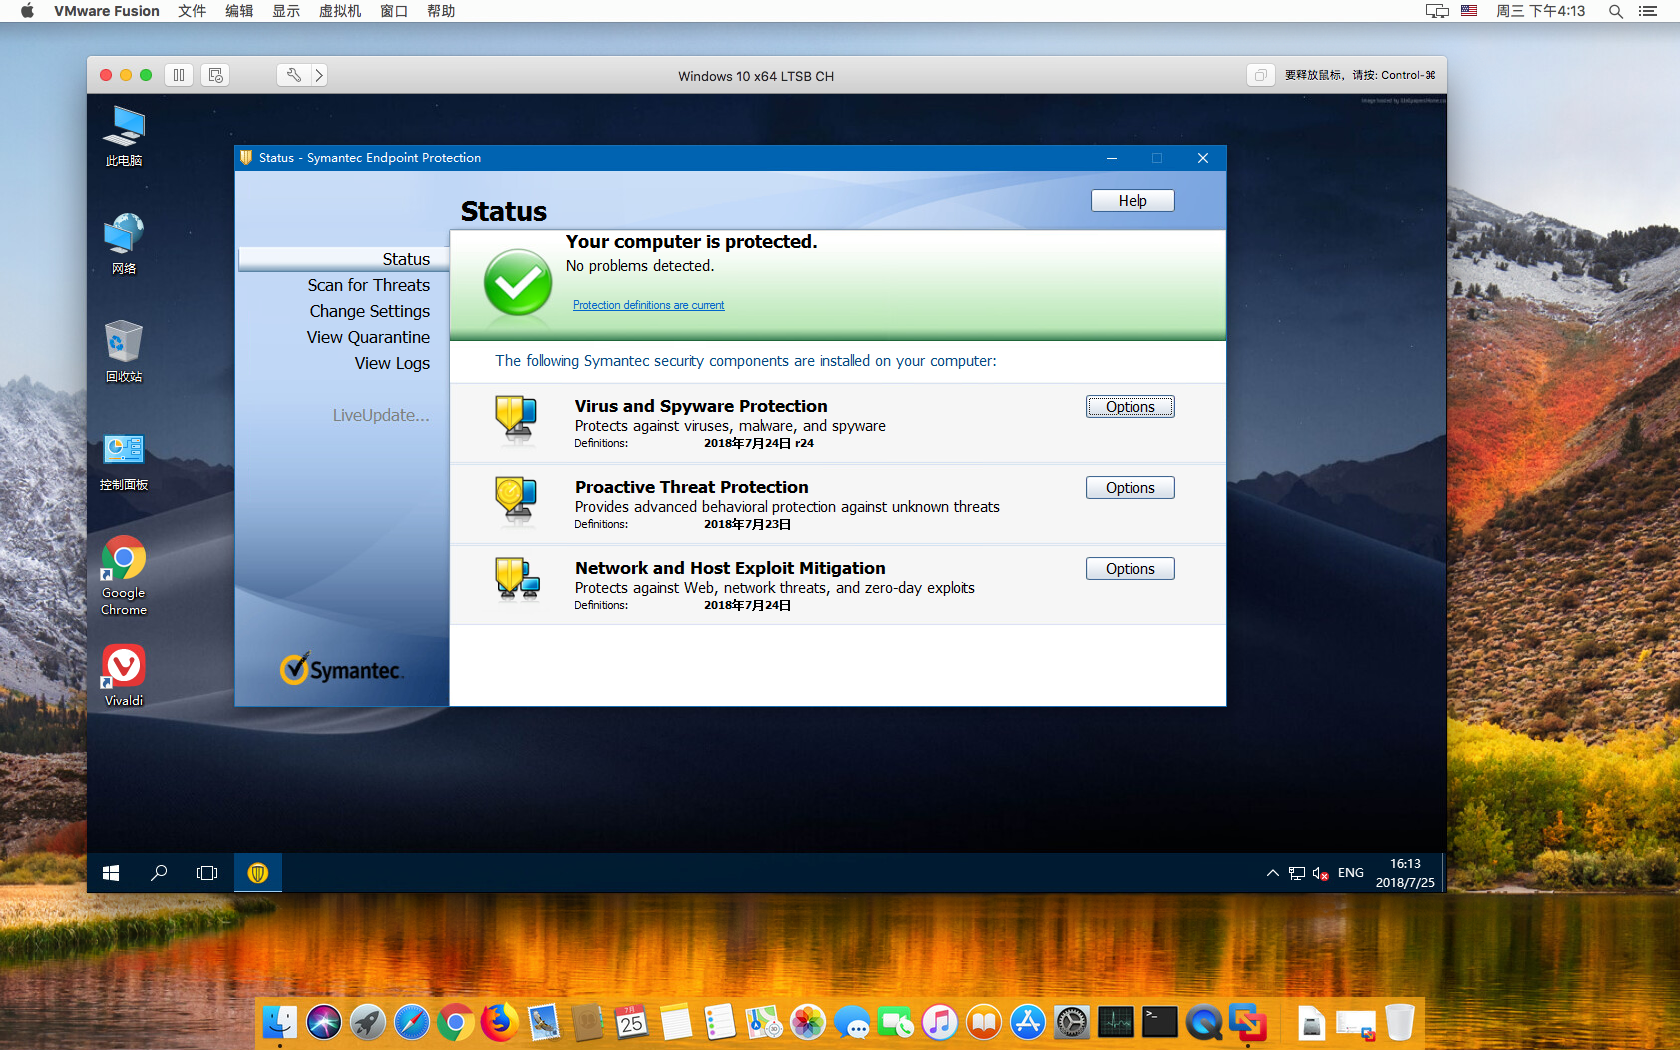 VMware Fusion 文件 编辑 显示 虚拟机 窗口 帮助 周三 下午4:13
Windows 10 x64 LTSB CH
要释放鼠标，请按: Control-⌘
此电脑
网络
回收站
控制面板
Google
Chrome
Vivaldi
Status - Symantec Endpoint Protection
Status
Help
Status
Scan for Threats
Change Settings
View Quarantine
View Logs
LiveUpdate...
Symantec.
Your computer is protected.
No problems detected.
Protection definitions are current
The following Symantec security components are installed on your computer:
Virus and Spyware Protection
Options
Protects against viruses, malware, and spyware
Definitions: 2018年7月24日 r24
Proactive Threat Protection
Options
Provides advanced behavioral protection against unknown threats
Definitions: 2018年7月23日
Network and Host Exploit Mitigation
Options
Protects against Web, network threats, and zero-day exploits
Definitions: 2018年7月24日
ENG
16:13
2018/7/25
7月
25